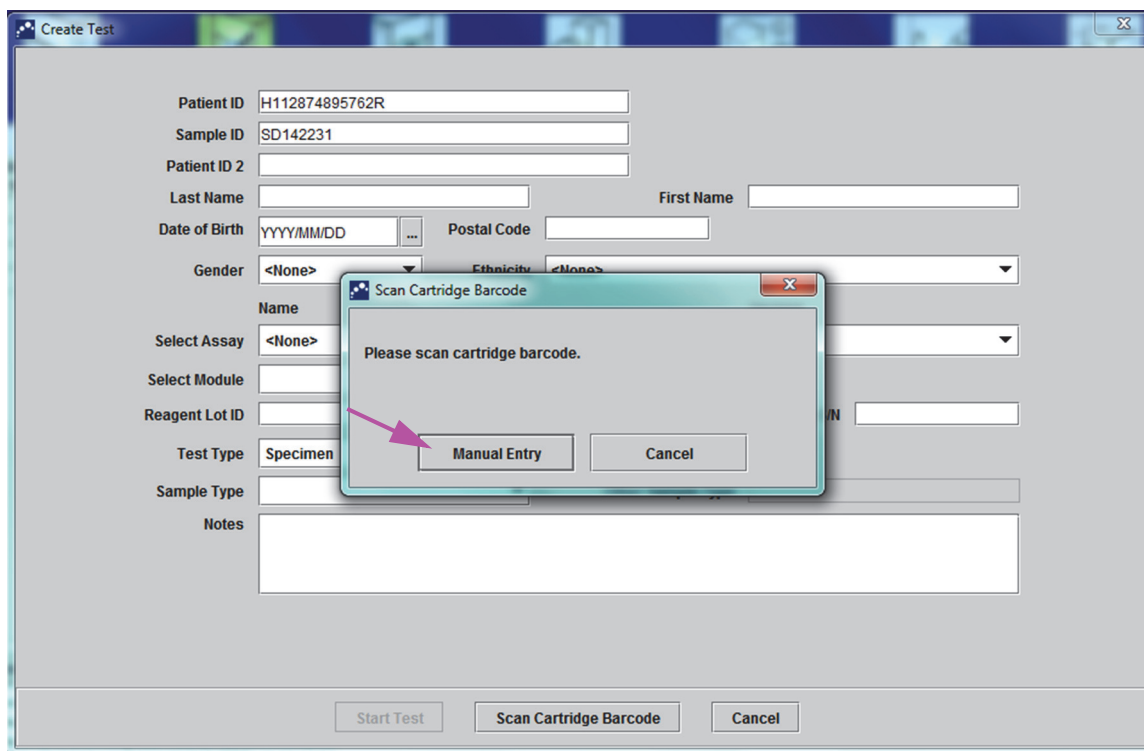 Create Test
Patient ID H112874895762R
Sample ID SD142231
Patient ID 2
Last Name First Name
Date of Birth YYYY/MM/DD ... Postal Code
Gender <None> Ethnicity <None>
Name
Select Assay <None>
Select Module
Reagent Lot ID /N
Test Type Specimen
Sample Type
Notes
Scan Cartridge Barcode
Please scan cartridge barcode.
Manual Entry Cancel
Start Test Scan Cartridge Barcode Cancel